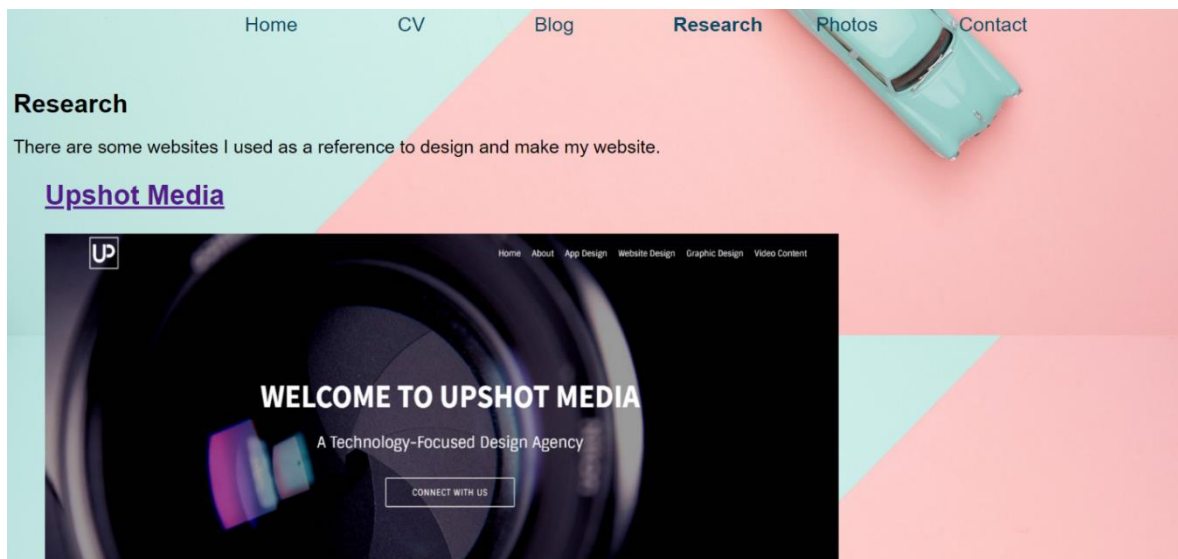 Home CV Blog Research Photos Contact
Research
There are some websites I used as a reference to design and make my website.
Upshot Media
UP
Home About App Design Website Design Graphic Design Video Content
WELCOME TO UPSHOT MEDIA
A Technology-Focused Design Agency
CONNECT WITH US